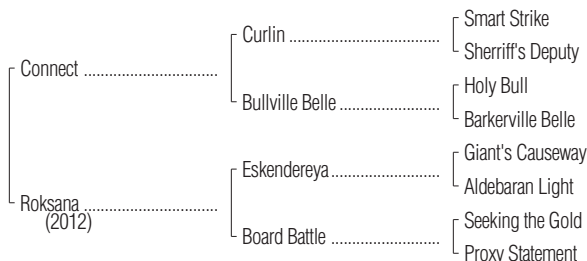 Smart Strike
Curlin ..........................................
Sherriff's Deputy
Connect .....................................
Holy Bull
Bullville Belle ...........................
Barkerville Belle
Giant's Causeway
Eskendereya ..............................
Aldebaran Light
Roksana .....................................
(2012)
Seeking the Gold
Board Battle ..............................
Proxy Statement